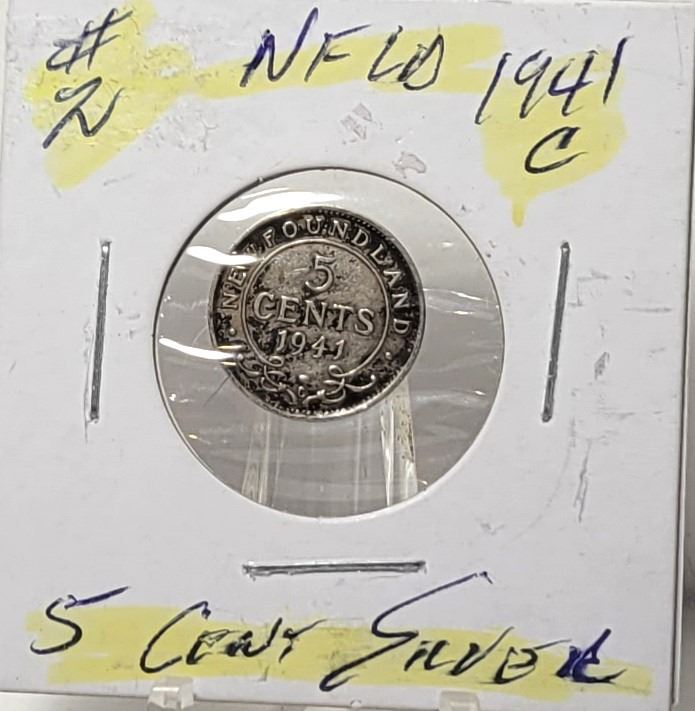 # NFLD 1941
2 C
NEWFOUNDLAND
5
CENTS
1941
5 Cent Silver